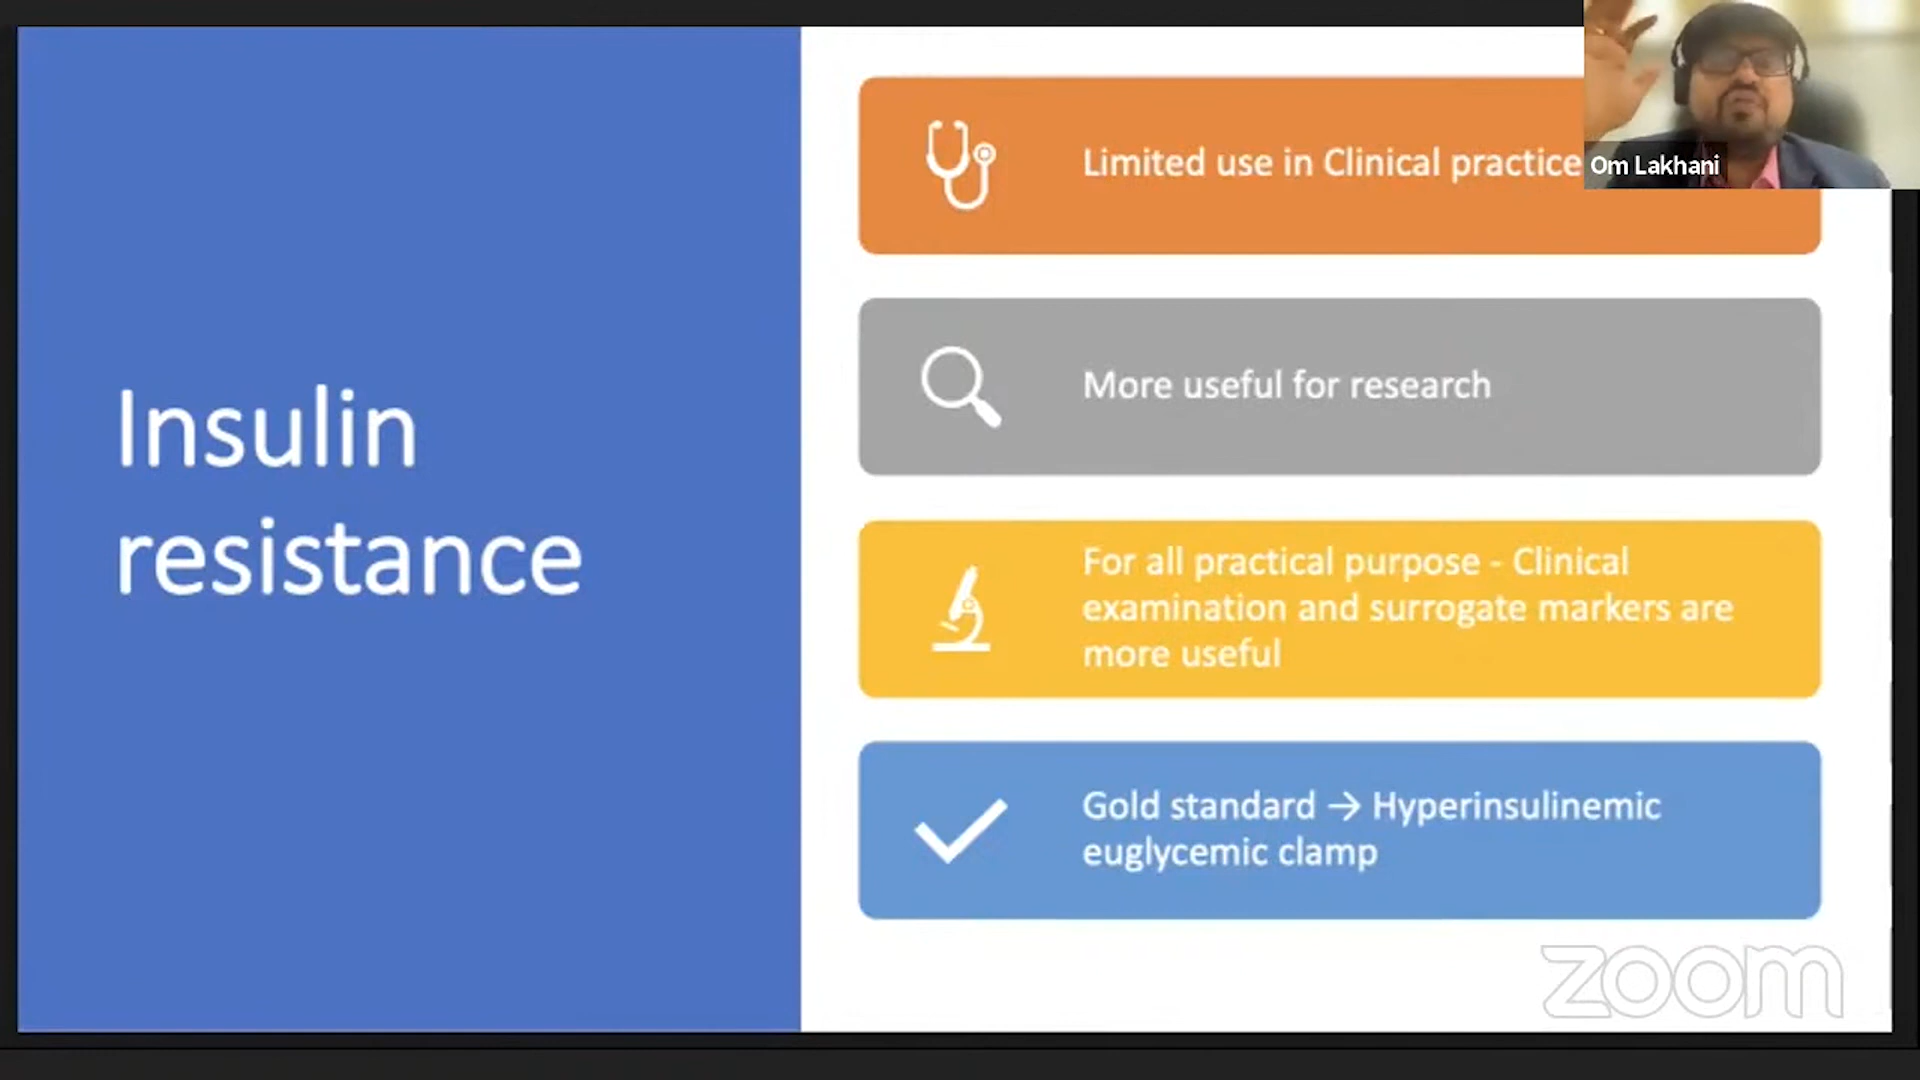 Insulin
resistance
Limited use in Clinical practice
Om Lakhani
More useful for research
For all practical purpose - Clinical
examination and surrogate markers are
more useful
Gold standard → Hyperinsulinemic
euglycemic clamp
zoom